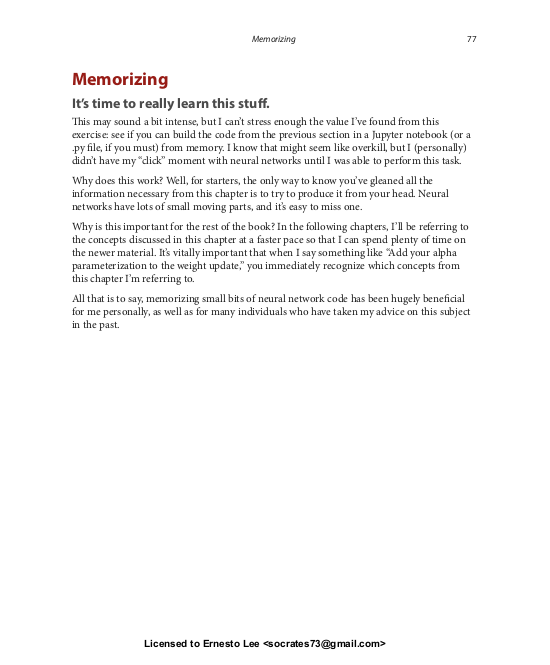 Memorizing 77
Memorizing
It's time to really learn this stuff.
This may sound a bit intense, but I can't stress enough the value I've found from this
exercise: see if you can build the code from the previous section in a Jupyter notebook (or a
.py file, if you must) from memory. I know that might seem like overkill, but I (personally)
didn't have my “click” moment with neural networks until I was able to perform this task.
Why does this work? Well, for starters, the only way to know you've gleaned all the
information necessary from this chapter is to try to produce it from your head. Neural
networks have lots of small moving parts, and it's easy to miss one.
Why is this important for the rest of the book? In the following chapters, I'll be referring to
the concepts discussed in this chapter at a faster pace so that I can spend plenty of time on
the newer material. It's vitally important that when I say something like “Add your alpha
parameterization to the weight update,” you immediately recognize which concepts from
this chapter I'm referring to.
All that is to say, memorizing small bits of neural network code has been hugely beneficial
for me personally, as well as for many individuals who have taken my advice on this subject
in the past.
Licensed to Ernesto Lee <socrates73@gmail.com>